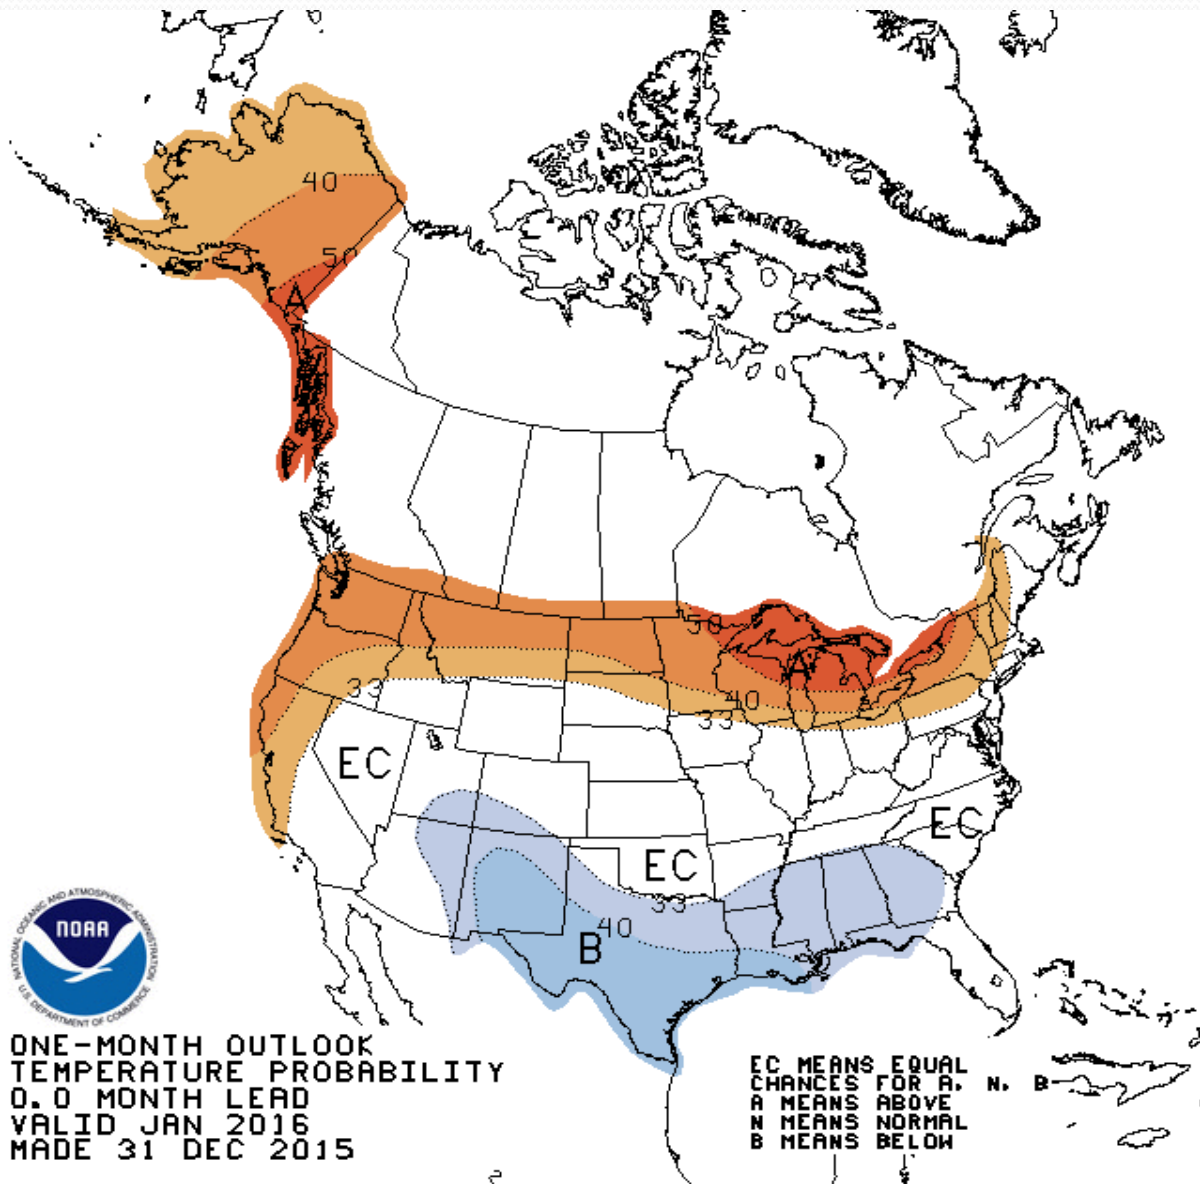 40
50
A
50
A
40
33
33
EC
EC
EC
33
40
B
NATIONAL OCEANIC AND ATMOSPHERIC ADMINISTRATION
NOAA
U.S. DEPARTMENT OF COMMERCE
ONE-MONTH OUTLOOK
TEMPERATURE PROBABILITY
0.0 MONTH LEAD
VALID JAN 2016
MADE 31 DEC 2015
EC MEANS EQUAL
CHANCES FOR A, N, B
A MEANS ABOVE
N MEANS NORMAL
B MEANS BELOW